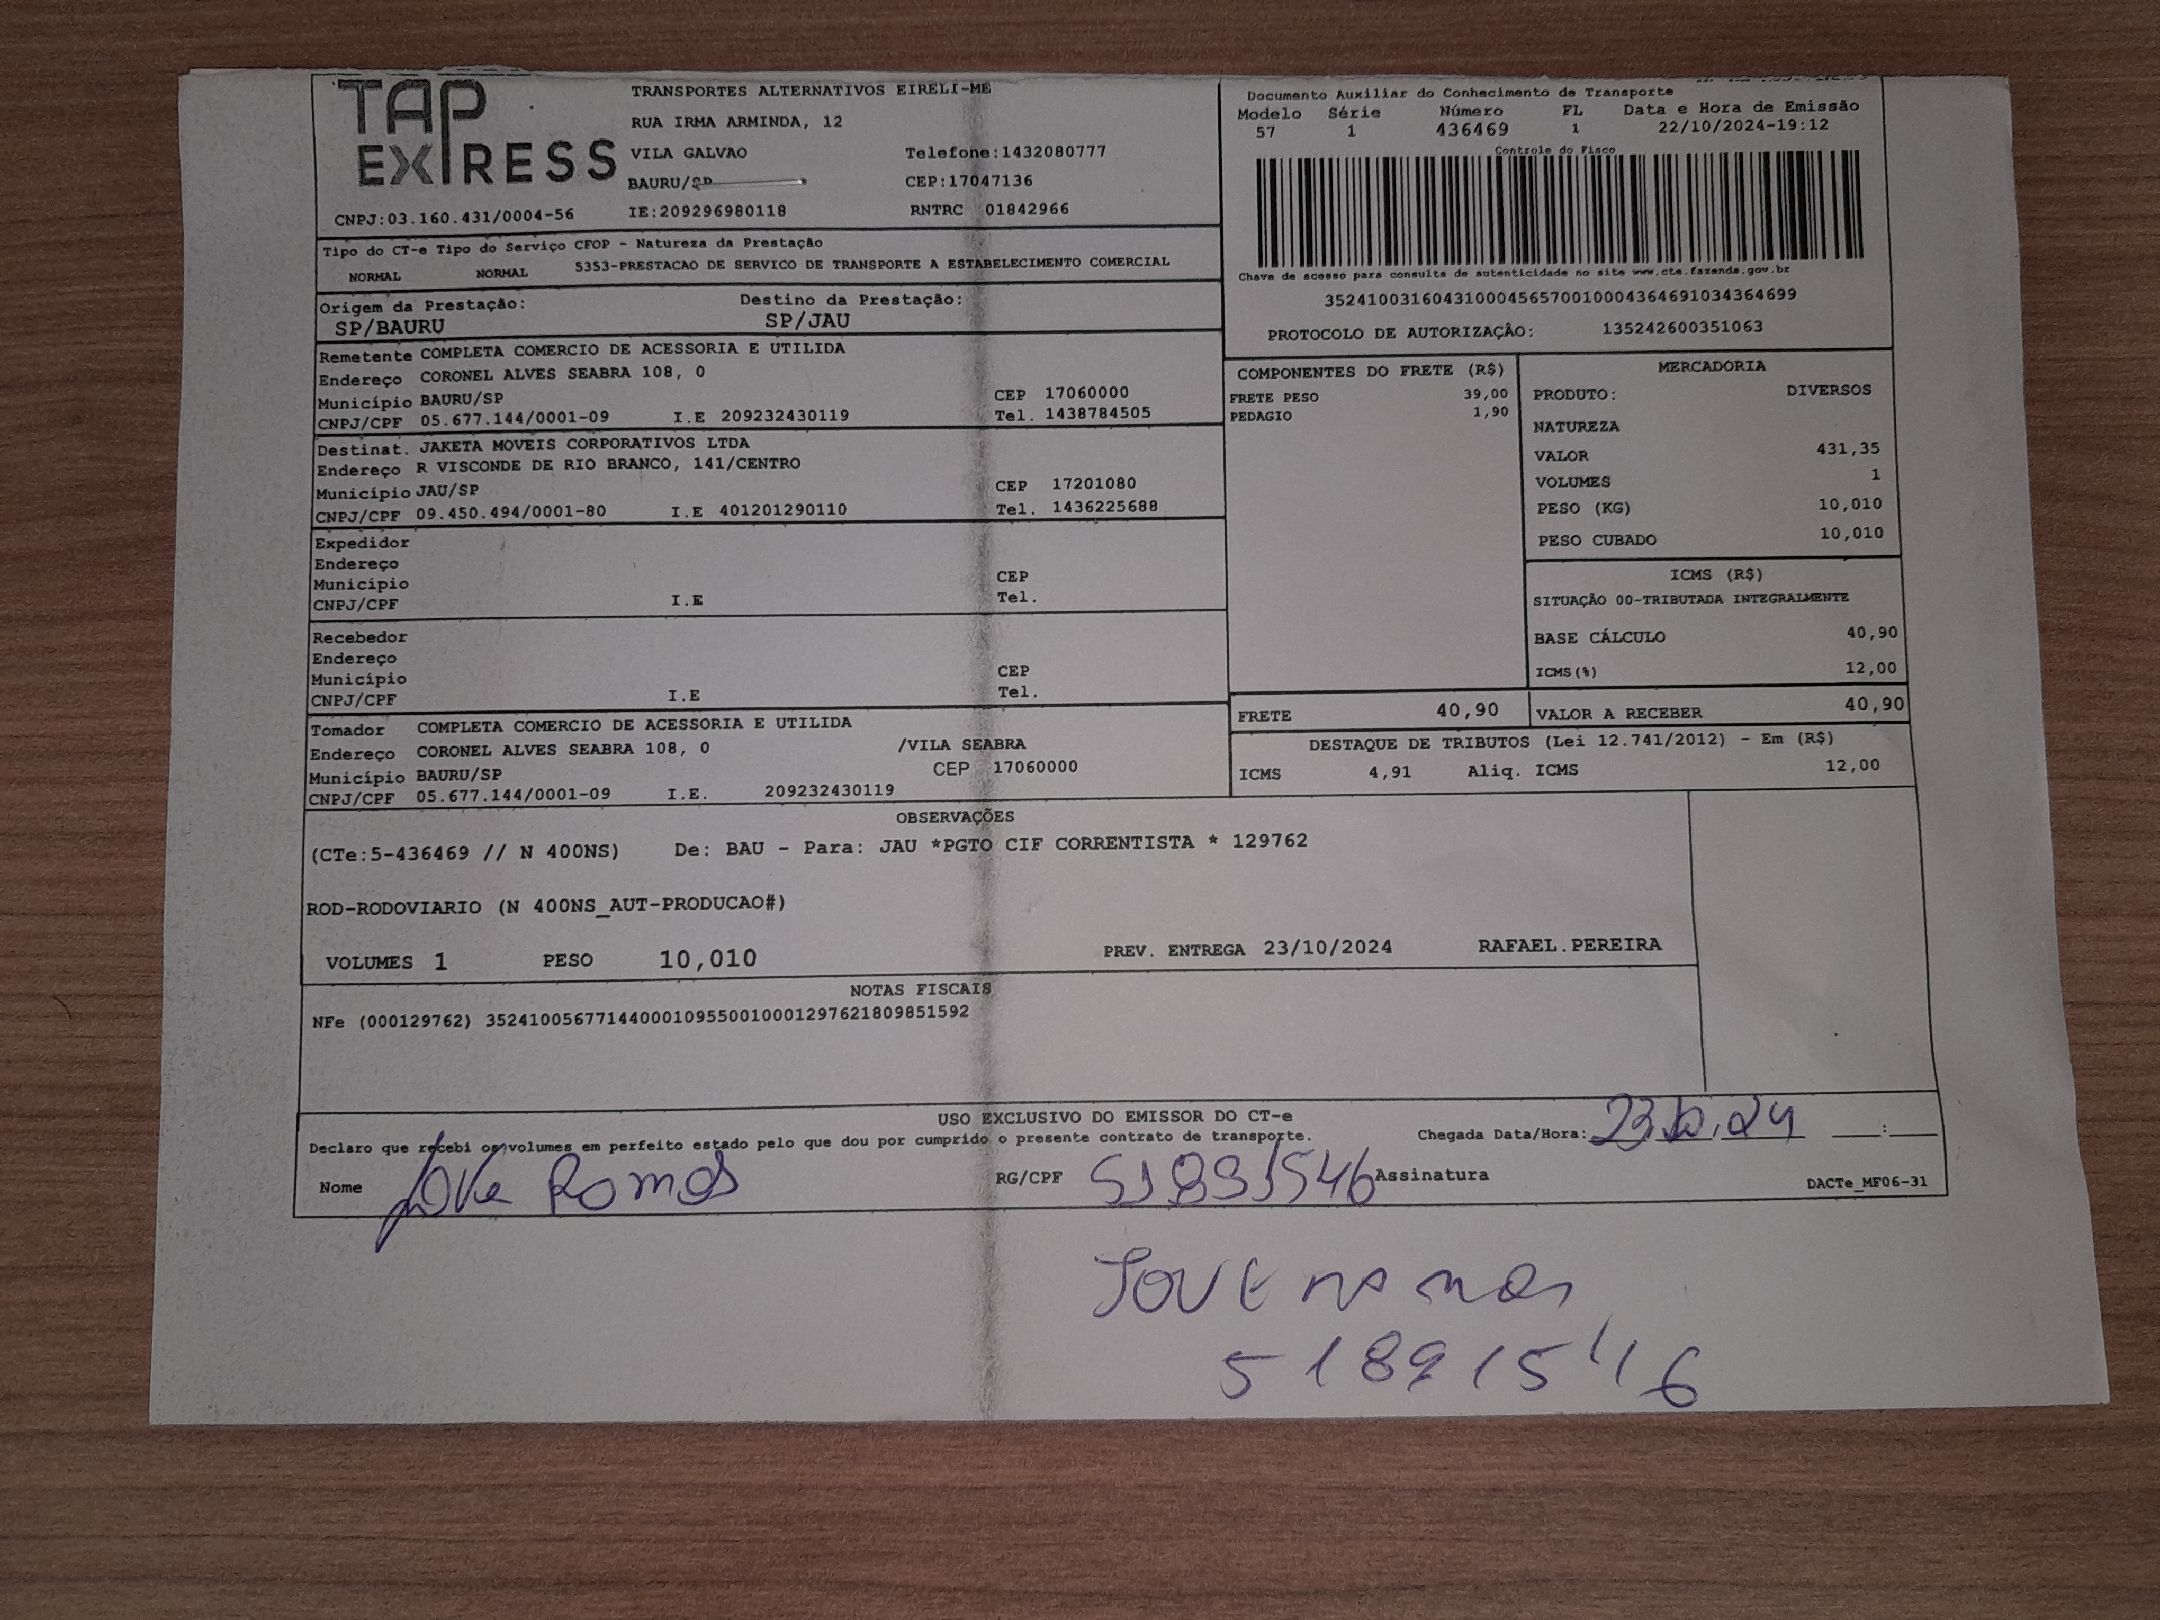 TAP EXPRESS
TRANSPORTES ALTERNATIVOS EIRELI-ME
RUA IRMA ARMINDA, 12
VILA GALVAO Telefone:1432080777
BAURU/SP CEP:17047136
CNPJ:03.160.431/0004-56 IE:209296980118 RNTRC 01842966
Documento Auxiliar do Conhecimento de Transporte
Modelo Série Número FL Data e Hora de Emissão
57 1 436469 1 22/10/2024-19:12
Controle do Fisco
Chave de acesso para consulta de autenticidade no site www.cte.fazenda.gov.br
35241003160431000456570010004364691034364699
PROTOCOLO DE AUTORIZAÇÃO: 135242600351063
Tipo do CT-e Tipo do Serviço CFOP - Natureza da Prestação
NORMAL NORMAL 5353-PRESTACAO DE SERVICO DE TRANSPORTE A ESTABELECIMENTO COMERCIAL
Origem da Prestação: Destino da Prestação:
SP/BAURU SP/JAU
Remetente COMPLETA COMERCIO DE ACESSORIA E UTILIDA
Endereço CORONEL ALVES SEABRA 108, 0
Município BAURU/SP CEP 17060000
CNPJ/CPF 05.677.144/0001-09 I.E 209232430119 Tel. 1438784505
Destinat. JAKETA MOVEIS CORPORATIVOS LTDA
Endereço R VISCONDE DE RIO BRANCO, 141/CENTRO
Município JAU/SP CEP 17201080
CNPJ/CPF 09.450.494/0001-80 I.E 401201290110 Tel. 1436225688
Expedidor
Endereço
Município CEP
CNPJ/CPF I.E Tel.
Recebedor
Endereço
Município CEP
CNPJ/CPF I.E Tel.
Tomador COMPLETA COMERCIO DE ACESSORIA E UTILIDA
Endereço CORONEL ALVES SEABRA 108, 0 /VILA SEABRA
Município BAURU/SP CEP 17060000
CNPJ/CPF 05.677.144/0001-09 I.E. 209232430119
COMPONENTES DO FRETE (R$)
FRETE PESO 39,00
PEDAGIO 1,90
MERCADORIA
PRODUTO: DIVERSOS
NATUREZA
VALOR 431,35
VOLUMES 1
PESO (KG) 10,010
PESO CUBADO 10,010
ICMS (R$)
SITUAÇÃO 00-TRIBUTADA INTEGRALMENTE
BASE CÁLCULO 40,90
ICMS(%) 12,00
FRETE 40,90 VALOR A RECEBER 40,90
DESTAQUE DE TRIBUTOS (Lei 12.741/2012) - Em (R$)
ICMS 4,91 Aliq. ICMS 12,00
OBSERVAÇÕES
(CTe:5-436469 // N 400NS) De: BAU - Para: JAU *PGTO CIF CORRENTISTA * 129762
ROD-RODOVIARIO (N 400NS_AUT-PRODUCAO#)
VOLUMES 1 PESO 10,010 PREV. ENTREGA 23/10/2024 RAFAEL.PEREIRA
NOTAS FISCAIS
NFe (000129762) 35241005677144000109550010001297621809851592
USO EXCLUSIVO DO EMISSOR DO CT-e
Declaro que recebi os volumes em perfeito estado pelo que dou por cumprido o presente contrato de transporte. Chegada Data/Hora: 23.10.24 ___:___
Nome Jove Ramos RG/CPF 51891546 Assinatura
DACTe_MF06-31
Jove ramos
51891546